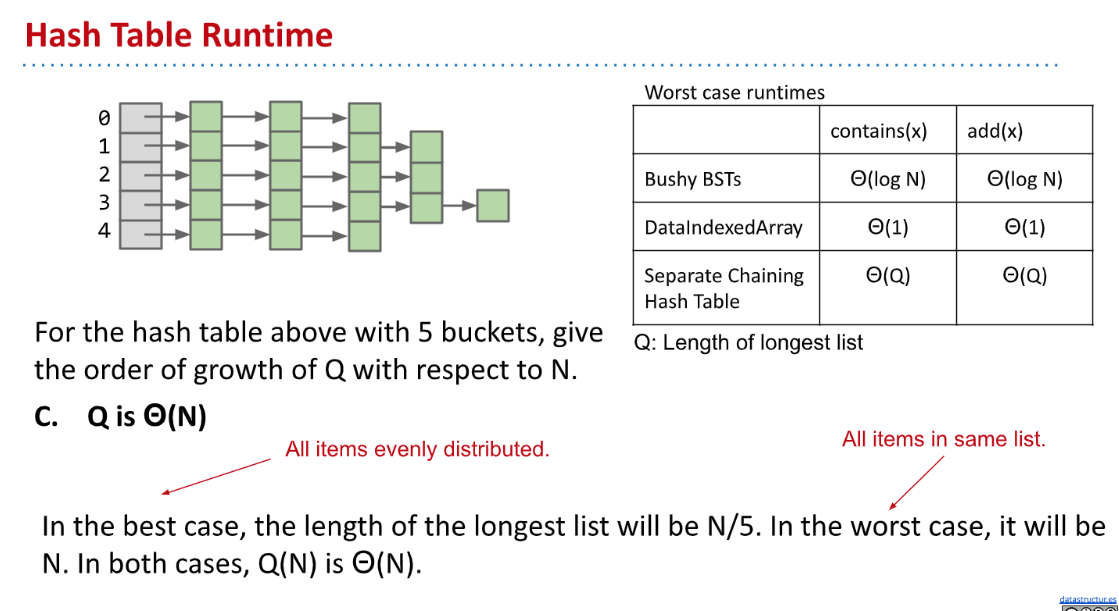 Hash Table Runtime
0
1
2
3
4
Worst case runtimes
contains(x) add(x)
Bushy BSTs Θ(log N) Θ(log N)
DataIndexedArray Θ(1) Θ(1)
Separate Chaining Θ(Q) Θ(Q)
Hash Table
Q: Length of longest list
For the hash table above with 5 buckets, give
the order of growth of Q with respect to N.
C. Q is Θ(N)
All items evenly distributed.
All items in same list.
In the best case, the length of the longest list will be N/5. In the worst case, it will be
N. In both cases, Q(N) is Θ(N).
datastructur.es